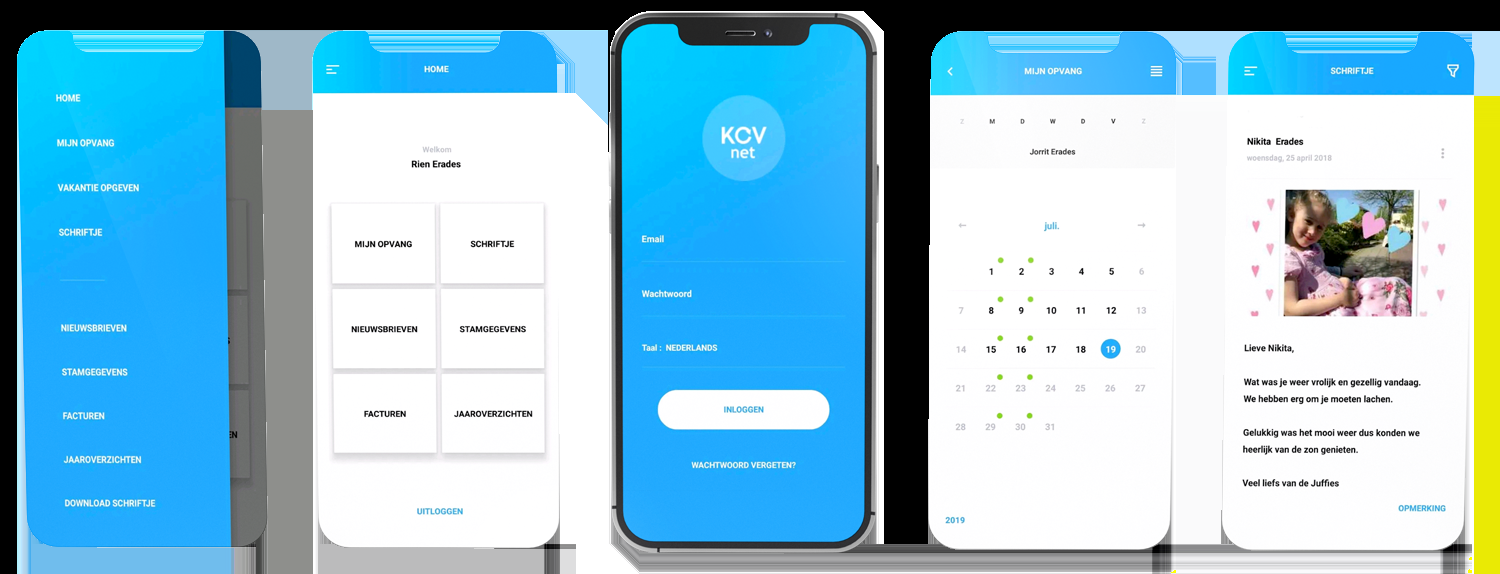 HOME
MIJN OPVANG
VAKANTIE OPGEVEN
SCHRIFTJE
NIEUWSBRIEVEN
STAMGEGEVENS
FACTUREN
JAAROVERZICHTEN
DOWNLOAD SCHRIFTJE
HOME
Welkom
Rien Erades
MIJN OPVANG
SCHRIFTJE
NIEUWSBRIEVEN
STAMGEGEVENS
FACTUREN
JAAROVERZICHTEN
UITLOGGEN
KCV
net
Email
Wachtwoord
Taal : NEDERLANDS
INLOGGEN
WACHTWOORD VERGETEN?
MIJN OPVANG
Z M D W D V Z
Jorrit Erades
juli.
1 2 3 4 5 6
7 8 9 10 11 12 13
14 15 16 17 18 19 20
21 22 23 24 25 26 27
28 29 30 31
2019
SCHRIFTJE
Nikita Erades
woensdag, 25 april 2018
Lieve Nikita,
Wat was je weer vrolijk en gezellig vandaag.
We hebben erg om je moeten lachen.
Gelukkig was het mooi weer dus konden we
heerlijk van de zon genieten.
Veel liefs van de Juffies
OPMERKING